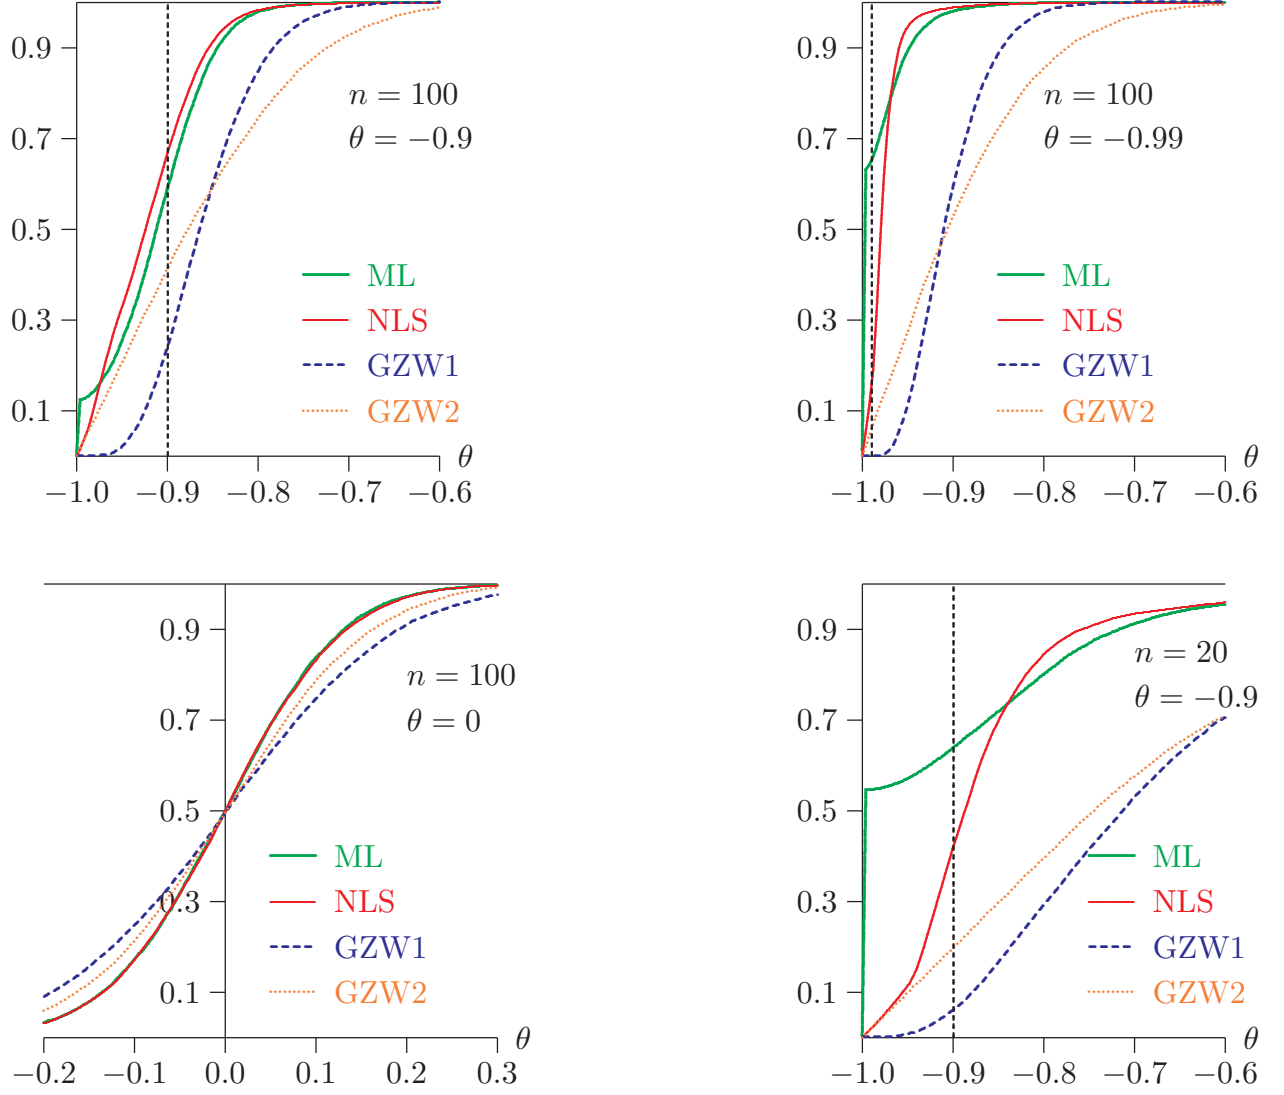 0.9
0.7
0.5
0.3
0.1
n = 100
θ = −0.9
ML
NLS
GZW1
GZW2
θ
−1.0 −0.9 −0.8 −0.7 −0.6
0.9
0.7
0.5
0.3
0.1
n = 100
θ = −0.99
ML
NLS
GZW1
GZW2
θ
−1.0 −0.9 −0.8 −0.7 −0.6
0.9
0.7
0.5
0.3
0.1
n = 100
θ = 0
ML
NLS
GZW1
GZW2
θ
−0.2 −0.1 0.0 0.1 0.2 0.3
0.9
0.7
0.5
0.3
0.1
n = 20
θ = −0.9
ML
NLS
GZW1
GZW2
θ
−1.0 −0.9 −0.8 −0.7 −0.6